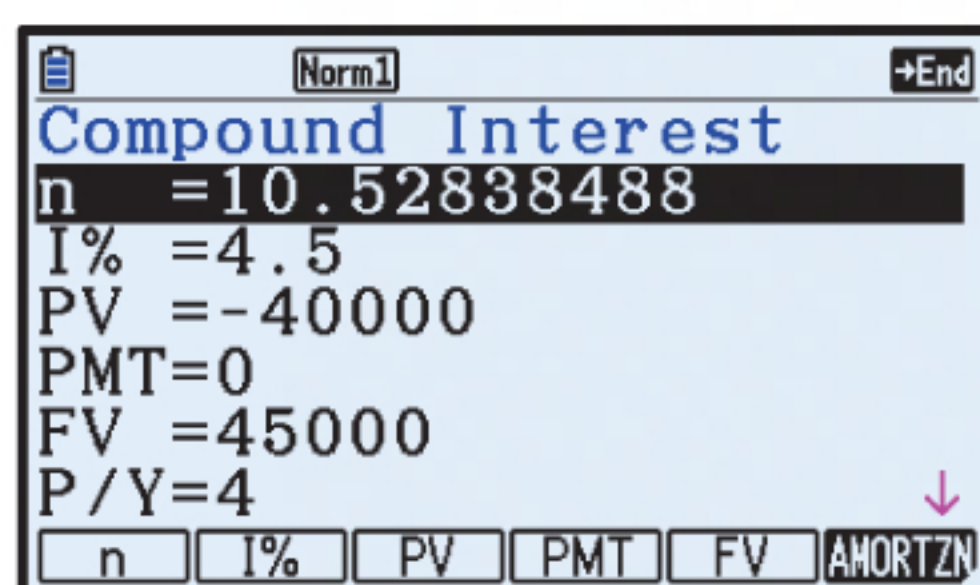 Norm1 →End
Compound Interest
n =10.52838488
I% =4.5
PV =-40000
PMT=0
FV =45000
P/Y=4 ↓
n I% PV PMT FV AMORTZN